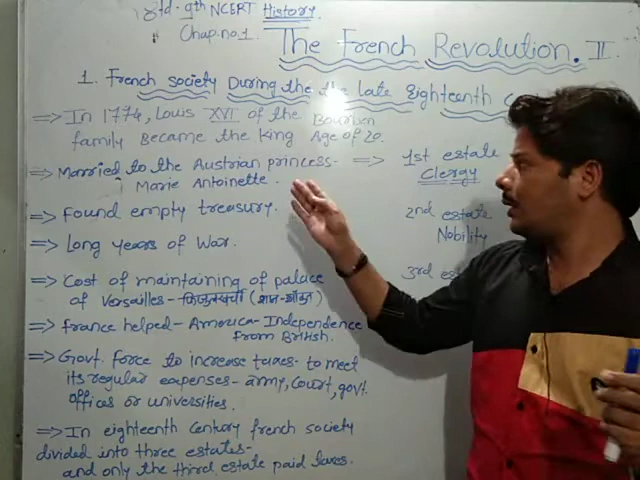 Std - 9th NCERT History.
Chap. no. 1
The French Revolution. II
1. French society During the the late Eighteenth C
⇒ In 1774, Louis XVI of the Bourbon
family Became the king Age of 20.
⇒ Married to the Austrian princess-
Marie Antoinette.
⇒ Found empty treasury.
⇒ Long years of War.
⇒ Cost of maintaining of palace
of Versailles - फिजुलखर्ची (शान-शौकत)
⇒ France helped - America - Independence
from British.
⇒ Govt. Force to increase taxes - to meet
its regular expenses - army, Court, govt.
offices or universities.
⇒ In eighteenth Century french Society
divided into three estates-
and only the third estate paid taxes.
⇒ 1st estate
Clergy
2nd estate
Nobility
3rd est